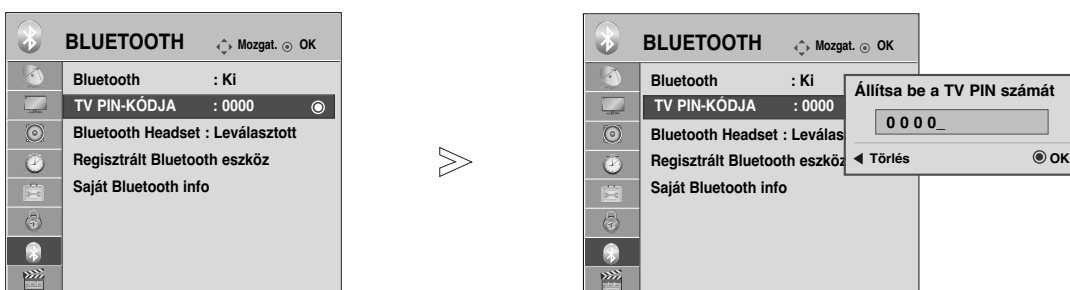 BLUETOOTH Mozgat. OK
Bluetooth : Ki
TV PIN-KÓDJA : 0000
Bluetooth Headset : Leválasztott
Regisztrált Bluetooth eszköz
Saját Bluetooth info
BLUETOOTH Mozgat. OK
Bluetooth : Ki
TV PIN-KÓDJA : 0000
Bluetooth Headset : Leválas
Regisztrált Bluetooth eszköz
Saját Bluetooth info
Állítsa be a TV PIN számát
0 0 0 0_
◀ Törlés OK